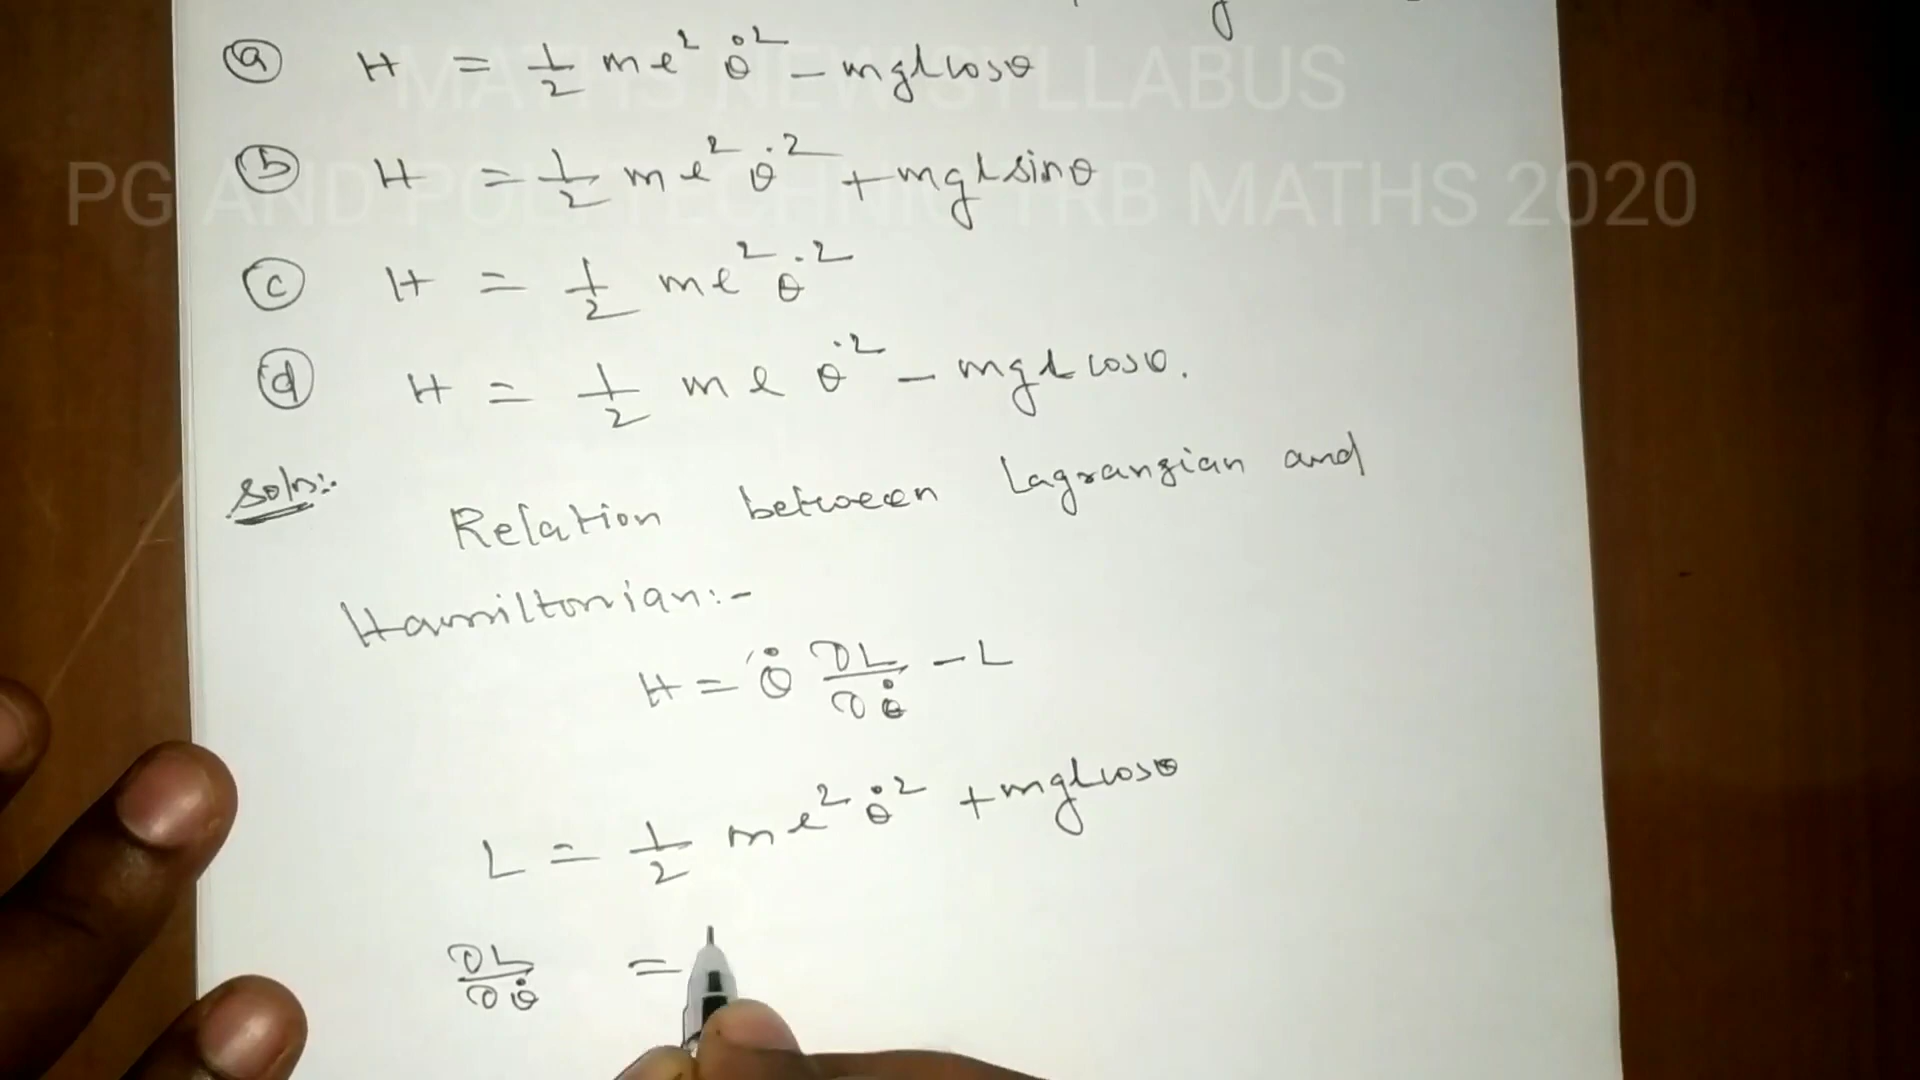 (a) H = 1/2 ml² θ̇² - mgl cosθ
(b) H = 1/2 ml² θ̇² + mgl sinθ
(c) H = 1/2 ml² θ̇²
(d) H = 1/2 ml θ̇² - mgl cosθ.
Soln:-
Relation between Lagrangian and
Hamiltonian:-
H = θ̇ ∂L/∂θ̇ - L
L = 1/2 ml² θ̇² + mgl cosθ
∂L/∂θ̇ =
MATHS NEW SYLLABUS
PG AND POLYTECHNIC TRB MATHS 2020